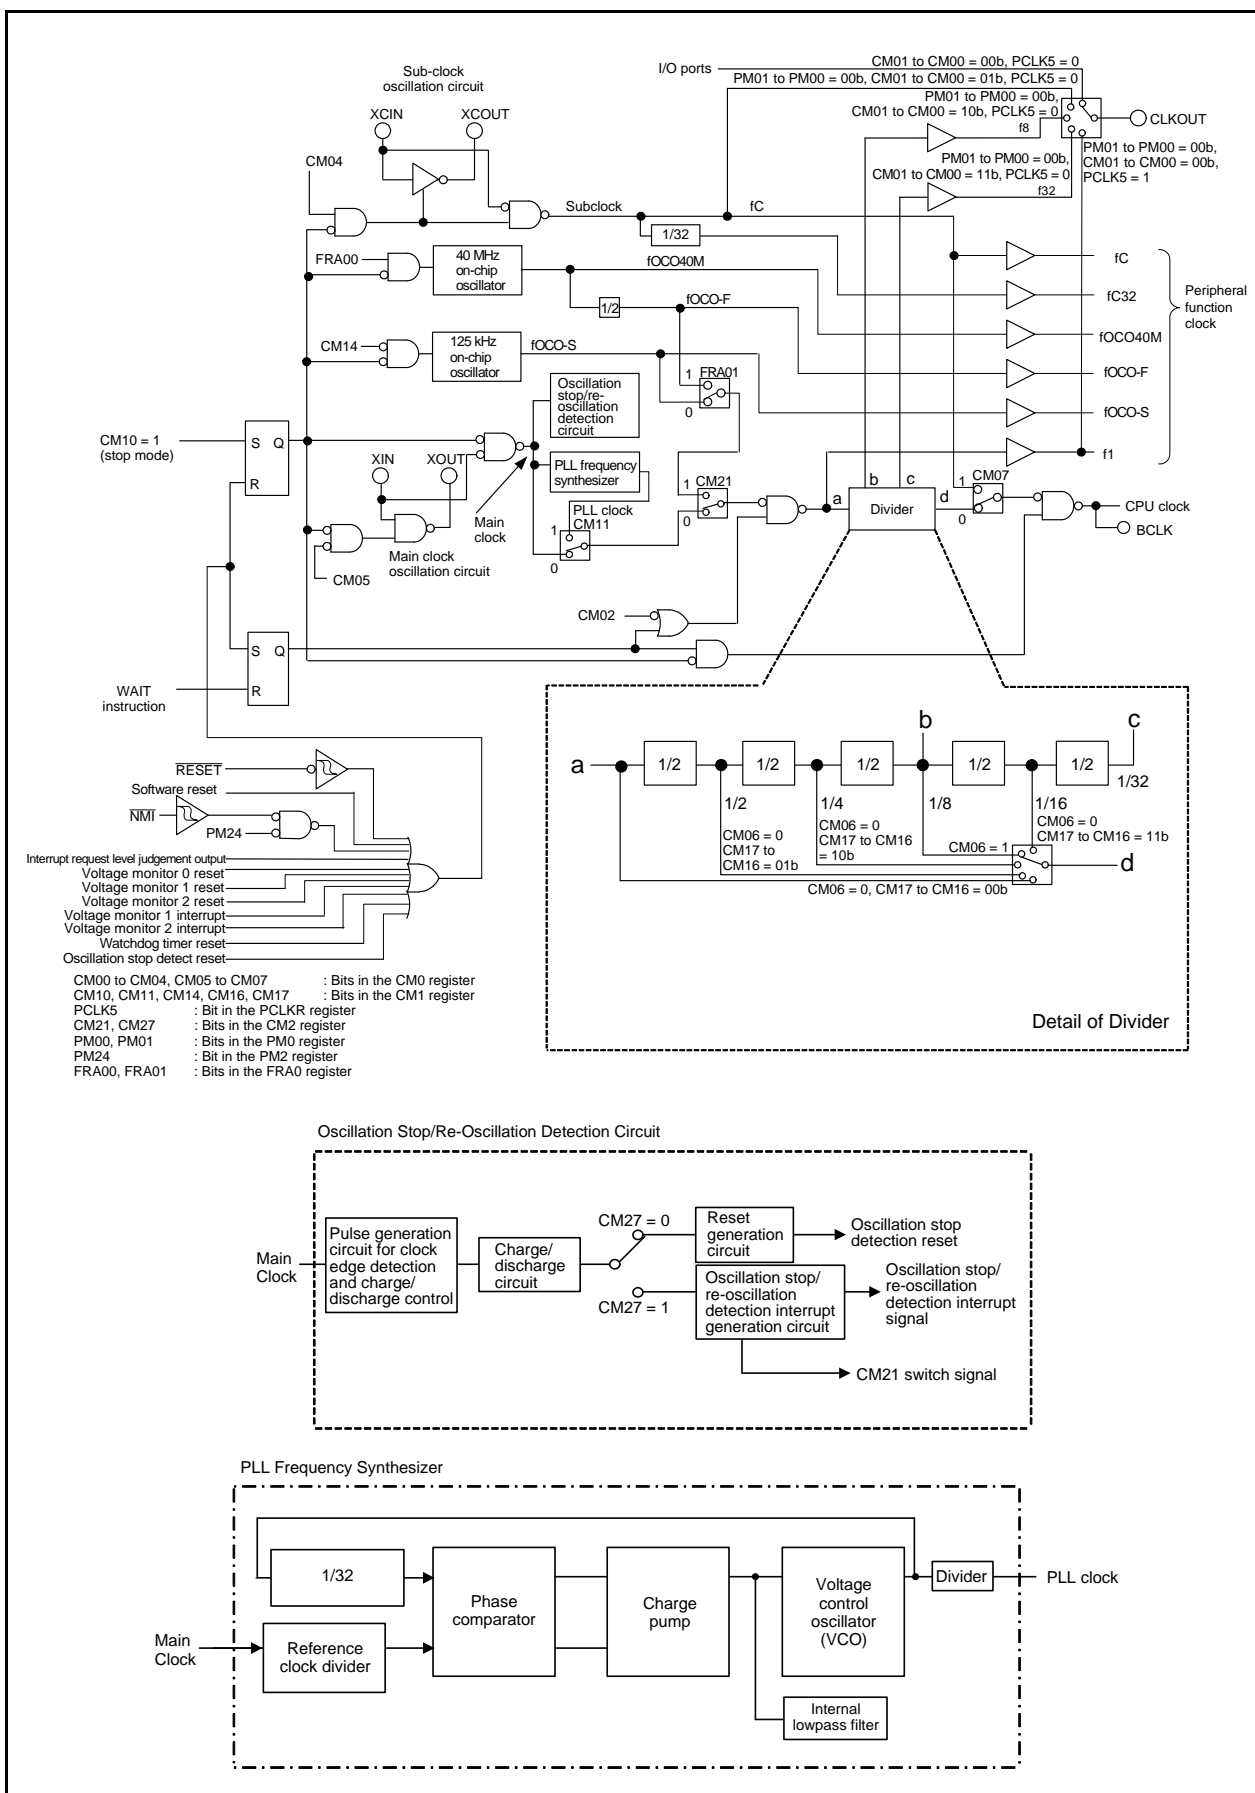 Sub-clock
oscillation circuit
XCIN
XCOUT
CM04
I/O ports
CM01 to CM00 = 00b, PCLK5 = 0
PM01 to PM00 = 00b, CM01 to CM00 = 01b, PCLK5 = 0
PM01 to PM00 = 00b,
CM01 to CM00 = 10b, PCLK5 = 0
f8
CLKOUT
PM01 to PM00 = 00b,
CM01 to CM00 = 11b, PCLK5 = 0
f32
PM01 to PM00 = 00b,
CM01 to CM00 = 00b,
PCLK5 = 1
Subclock
fC
1/32
FRA00
40 MHz
on-chip
oscillator
fOCO40M
1/2
fOCO-F
CM14
125 kHz
on-chip
oscillator
fOCO-S
FRA01
1
0
fC
fC32
fOCO40M
fOCO-F
fOCO-S
f1
Peripheral
function
clock
CM10 = 1
(stop mode)
S
Q
R
Oscillation
stop/re-
oscillation
detection
circuit
XIN
XOUT
PLL frequency
synthesizer
Main
clock
PLL clock
CM11
1
0
CM21
1
0
a
b
c
d
Divider
CM07
1
0
CPU clock
BCLK
Main clock
oscillation circuit
CM05
CM02
S
Q
R
WAIT
instruction
RESET
Software reset
NMI
PM24
Interrupt request level judgement output
Voltage monitor 0 reset
Voltage monitor 1 reset
Voltage monitor 2 reset
Voltage monitor 1 interrupt
Voltage monitor 2 interrupt
Watchdog timer reset
Oscillation stop detect reset
a
1/2
1/2
1/2
b
1/2
1/2
c
1/2
1/4
1/8
1/16
1/32
CM06 = 0
CM17 to
CM16 = 01b
CM06 = 0
CM17 to CM16
= 10b
CM06 = 1
CM06 = 0
CM17 to CM16 = 11b
d
CM06 = 0, CM17 to CM16 = 00b
Detail of Divider
CM00 to CM04, CM05 to CM07 : Bits in the CM0 register
CM10, CM11, CM14, CM16, CM17 : Bits in the CM1 register
PCLK5 : Bit in the PCLKR register
CM21, CM27 : Bits in the CM2 register
PM00, PM01 : Bits in the PM0 register
PM24 : Bit in the PM2 register
FRA00, FRA01 : Bits in the FRA0 register
Oscillation Stop/Re-Oscillation Detection Circuit
Main
Clock
Pulse generation
circuit for clock
edge detection
and charge/
discharge control
Charge/
discharge
circuit
CM27 = 0
CM27 = 1
Reset
generation
circuit
Oscillation stop
detection reset
Oscillation stop/
re-oscillation
detection interrupt
generation circuit
Oscillation stop/
re-oscillation
detection interrupt
signal
CM21 switch signal
PLL Frequency Synthesizer
1/32
Main
Clock
Reference
clock divider
Phase
comparator
Charge
pump
Voltage
control
oscillator
(VCO)
Divider
PLL clock
Internal
lowpass filter